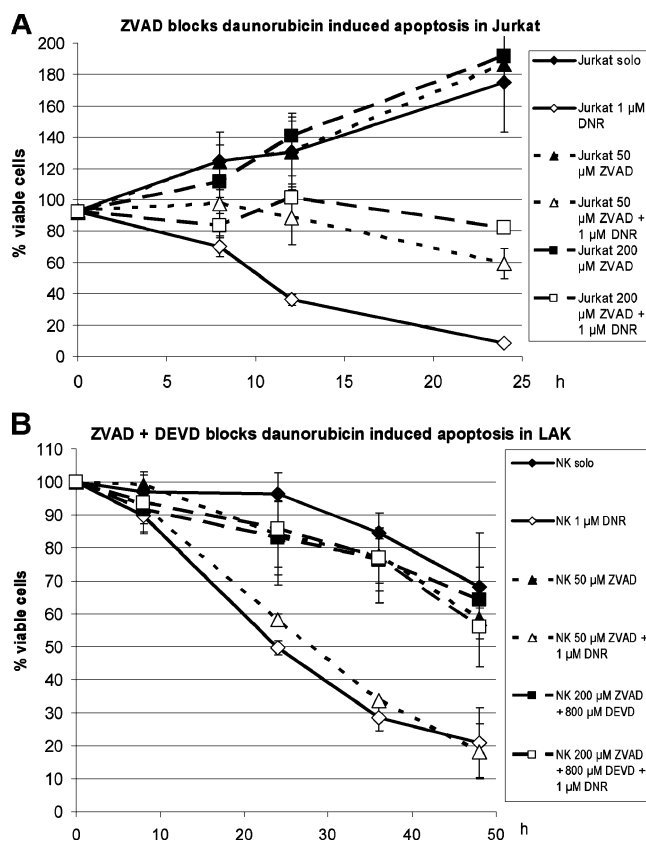 A
ZVAD blocks daunorubicin induced apoptosis in Jurkat
% viable cells
200
180
160
140
120
100
80
60
40
20
0
0 5 10 15 20 25 h
Jurkat solo
Jurkat 1 µM
DNR
Jurkat 50
µM ZVAD
Jurkat 50
µM ZVAD +
1 µM DNR
Jurkat 200
µM ZVAD
Jurkat 200
µM ZVAD +
1 µM DNR
B
ZVAD + DEVD blocks daunorubicin induced apoptosis in LAK
% viable cells
110
100
90
80
70
60
50
40
30
20
10
0
0 10 20 30 40 50 h
NK solo
NK 1 µM DNR
NK 50 µM ZVAD
NK 50 µM ZVAD +
1 µM DNR
NK 200 µM ZVAD
+ 800 µM DEVD
NK 200 µM ZVAD
+ 800 µM DEVD +
1 µM DNR